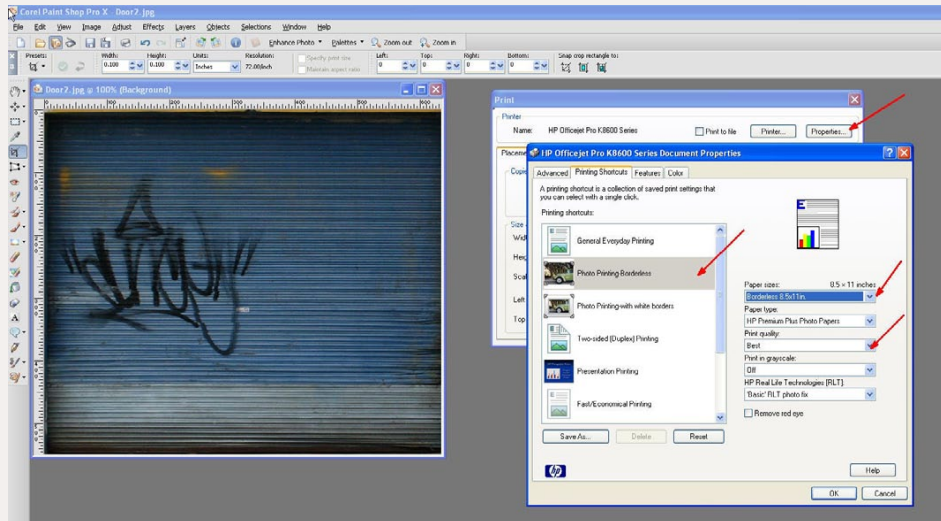 Corel Paint Shop Pro X - Door2.jpg
File Edit View Image Adjust Effects Layers Objects Selections Window Help
Enhance Photo Palettes Zoom out Zoom in
Presets: Width: Height: Units: Resolution: Specify print size Left: Top: Right: Bottom: Snap crop rectangle to:
0.100 0.100 Inches 72.00/inch Maintain aspect ratio 0 0 0 0
Door2.jpg @ 100% (Background)
Print
Printer
Name: HP Officejet Pro K8600 Series Print to file Printer... Properties...
HP Officejet Pro K8600 Series Document Properties
Advanced Printing Shortcuts Features Color
A printing shortcut is a collection of saved print settings that
you can select with a single click.
Printing shortcuts:
General Everyday Printing
Photo Printing-Borderless
Photo Printing-with white borders
Two-sided (Duplex) Printing
Presentation Printing
Fast/Economical Printing
Save As... Delete Reset
Paper sizes: 8.5 × 11 inches
Borderless 8.5x11in.
Paper type:
HP Premium Plus Photo Papers
Print quality:
Best
Print in grayscale:
Off
HP Real Life Technologies (RLT):
'Basic' RLT photo fix
Remove red eye
Help
OK Cancel